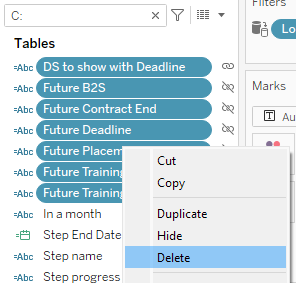 C:
Filters
Tables
Lo
=Abc DS to show with Deadline
=Abc Future B2S
Marks
=Abc Future Contract End
=Abc Future Deadline
Au
=Abc Future Placem
=Abc Future Training
=Abc Future Training
=Abc In a month
Step End Date
=Abc Step name
=Abc Step progress
Cut
Copy
Duplicate
Hide
Delete